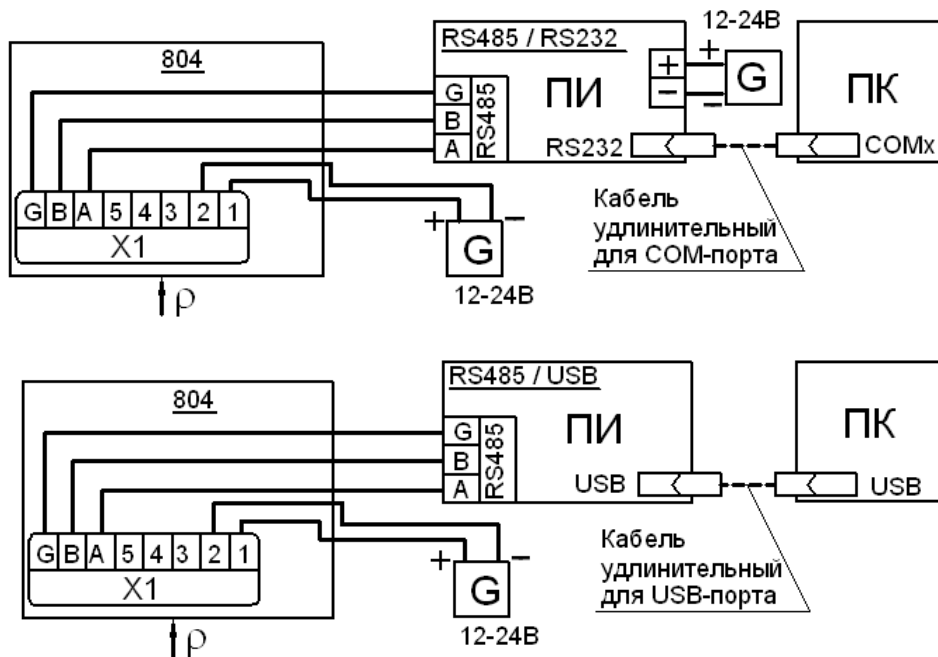 804
RS485 / RS232
ПИ
12-24В
+
+
−
−
G
ПК
G
B
A
RS485
RS232
COMx
G B A 5 4 3 2 1
X1
+
−
G
12-24В
Кабель
удлинительный
для COM-порта
ρ
804
RS485 / USB
ПИ
ПК
G
B
A
RS485
USB
USB
G B A 5 4 3 2 1
X1
+
−
G
12-24В
Кабель
удлинительный
для USB-порта
ρ